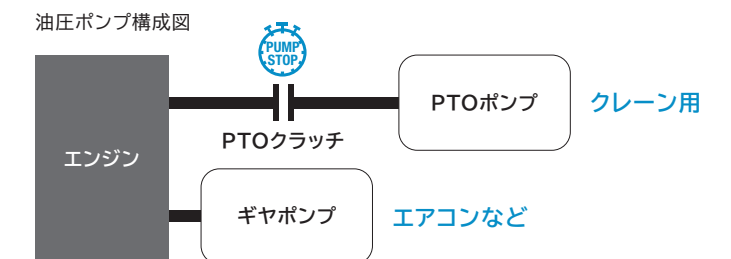 油圧ポンプ構成図
PUMP
STOP
PTOポンプ
クレーン用
PTOクラッチ
エンジン
ギヤポンプ
エアコンなど